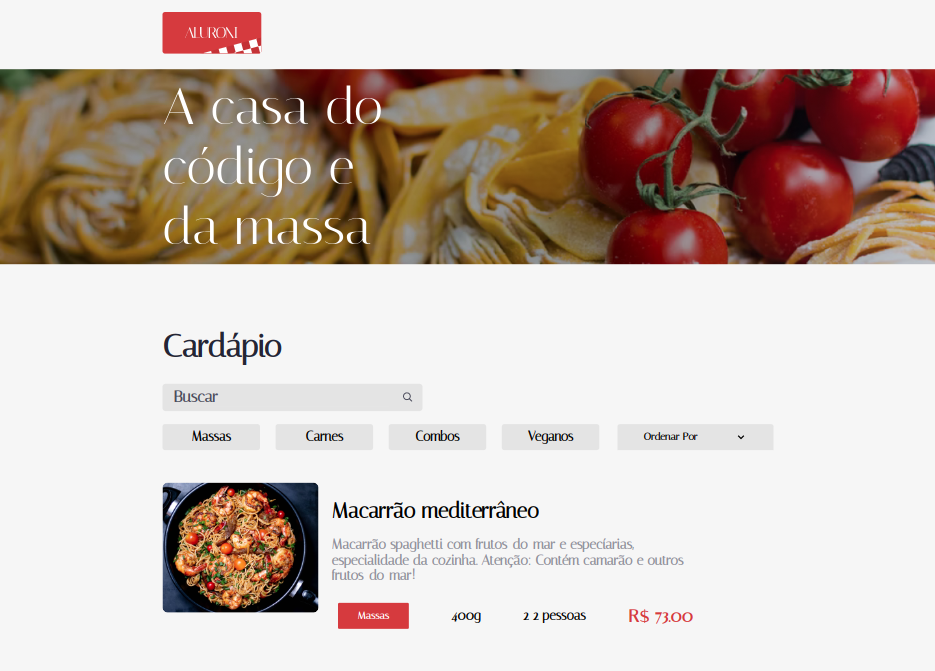 ALURONI
A casa do
código e
da massa
Cardápio
Buscar
Massas Carnes Combos Veganos Ordenar Por
Macarrão mediterrâneo
Macarrão spaghetti com frutos do mar e especíarias,
especialidade da cozinha. Atenção: Contém camarão e outros
frutos do mar!
Massas 400g 2 2 pessoas R$ 73.00